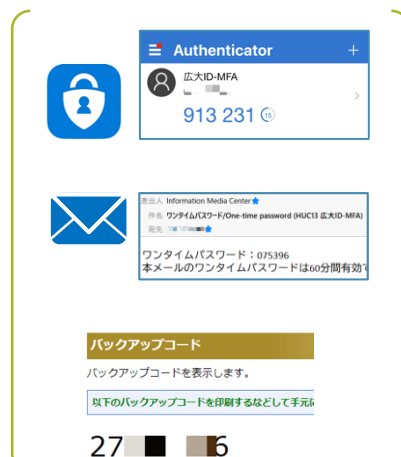 Authenticator
広大ID-MFA
913 231 15
差出人 Information Media Center
件名 ワンタイムパスワード/One-time password (HUC13 広大ID-MFA)
宛先
ワンタイムパスワード：075396
本メールのワンタイムパスワードは60分間有効で
バックアップコード
バックアップコードを表示します。
以下のバックアップコードを印刷するなどして手元に
27 6